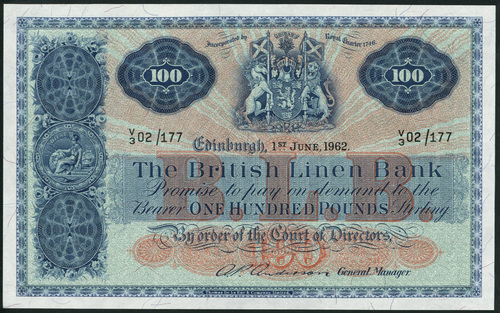 Incorporated by Royal Charter 1746.
100 100
V/3 02/177 V/3 02/177
Edinburgh, 1ST JUNE, 1962.
The British Linen Bank
Promise to pay on demand to the
Bearer ONE HUNDRED POUNDS Sterling
B.L.B
By order of the Court of Directors,
100
General Manager